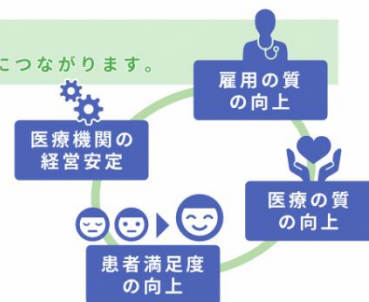 につながります。
雇用の質
の向上
医療機関の
経営安定
医療の質
の向上
患者満足度
の向上